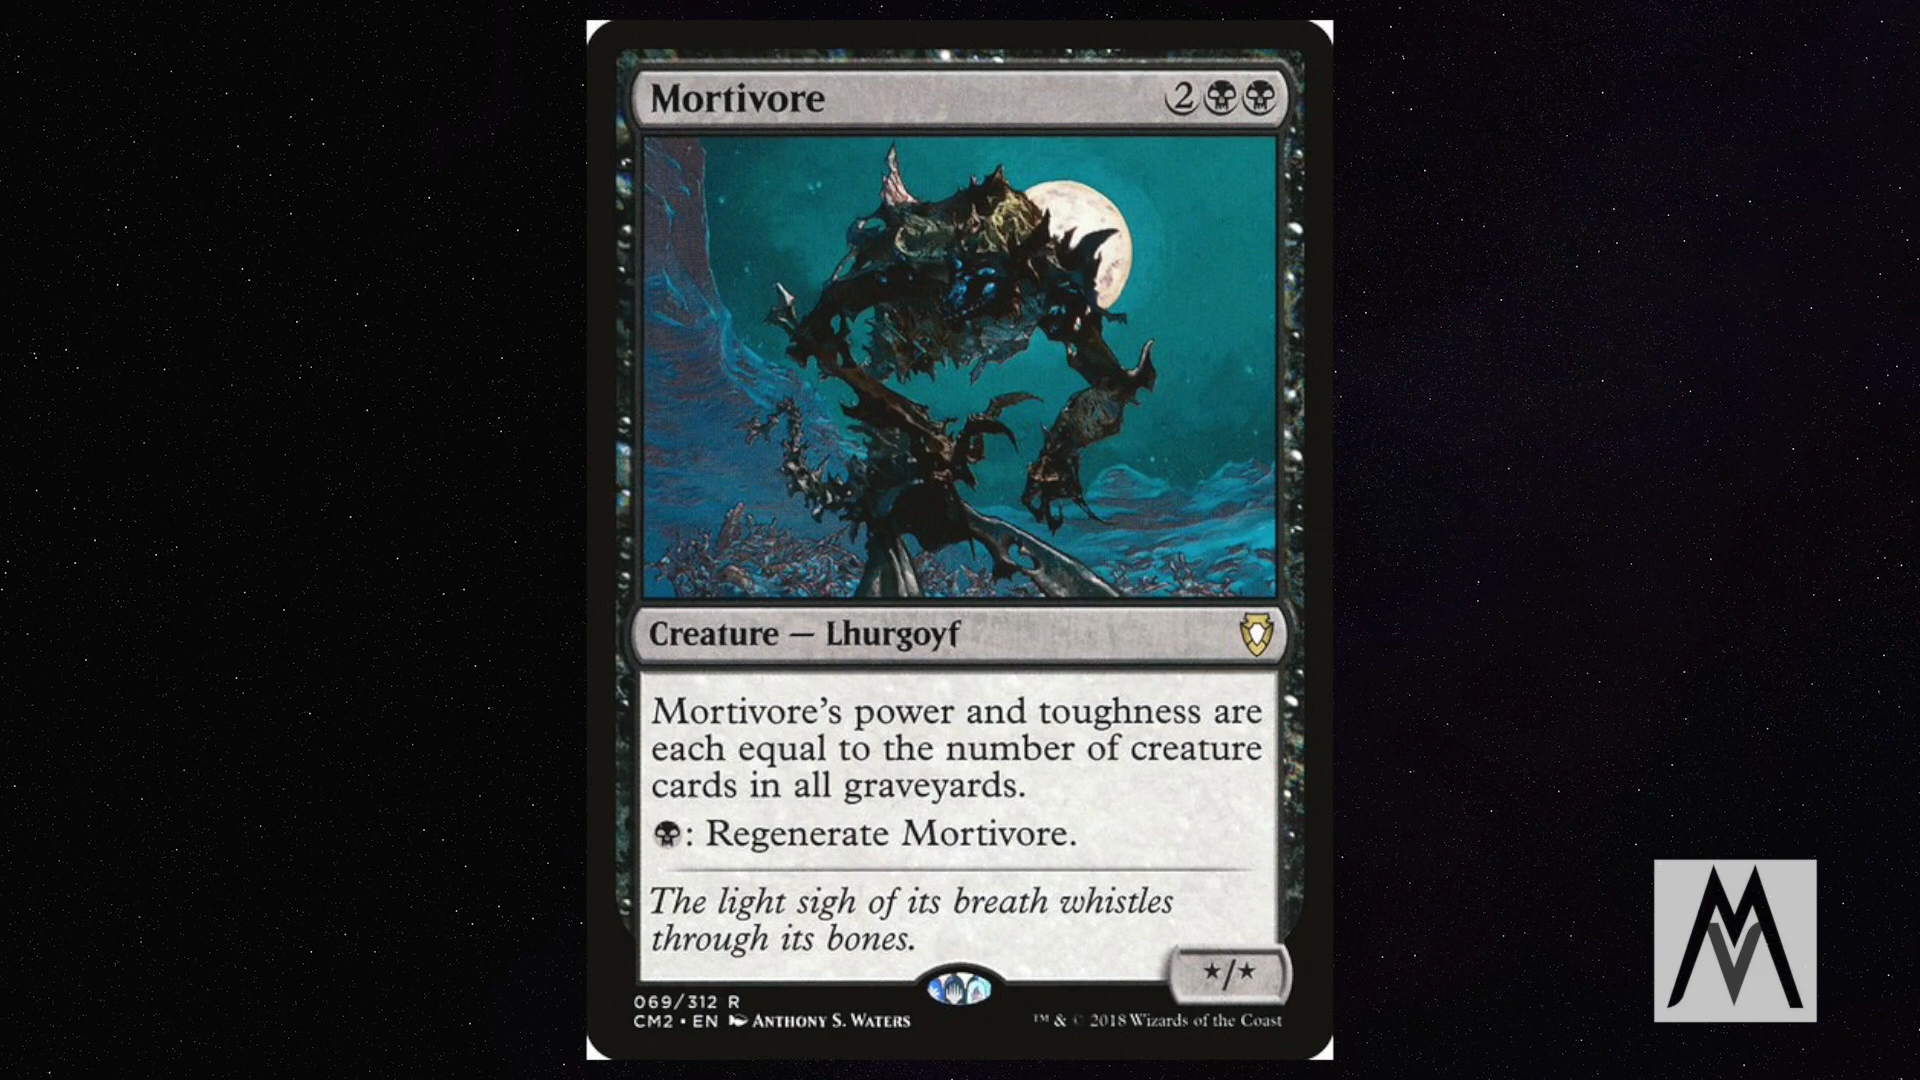 Mortivore 2
Creature — Lhurgoyf
Mortivore’s power and toughness are
each equal to the number of creature
cards in all graveyards.
: Regenerate Mortivore.
The light sigh of its breath whistles
through its bones.
★/★
069/312 R
CM2 • EN Anthony S. Waters
™ & © 2018 Wizards of the Coast
MV